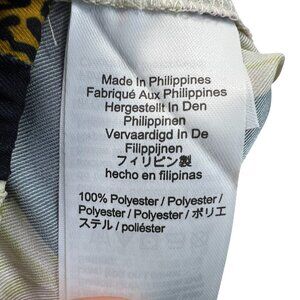 Made In Philippines
Fabriqué Aux Philippines
Hergestellt In Den
Philippinen
Vervaardigd In De
Filippijnen
フィリピン製
hecho en filipinas
100% Polyester / Polyester /
Polyester / Polyester / ポリエ
ステル / poliéster